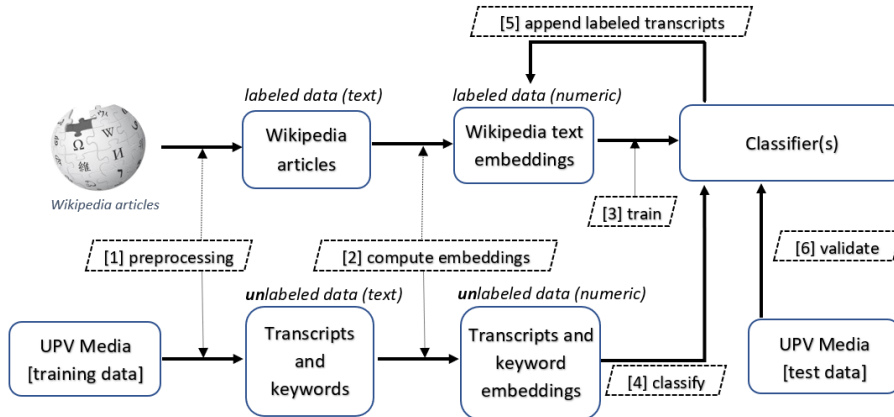 [5] append labeled transcripts
labeled data (text)
labeled data (numeric)
Ω
W
И
維
Wikipedia articles
Wikipedia
articles
Wikipedia text
embeddings
Classifier(s)
[3] train
[1] preprocessing
[2] compute embeddings
[6] validate
unlabeled data (text)
unlabeled data (numeric)
UPV Media
[training data]
Transcripts
and
keywords
Transcripts and
keyword
embeddings
[4] classify
UPV Media
[test data]